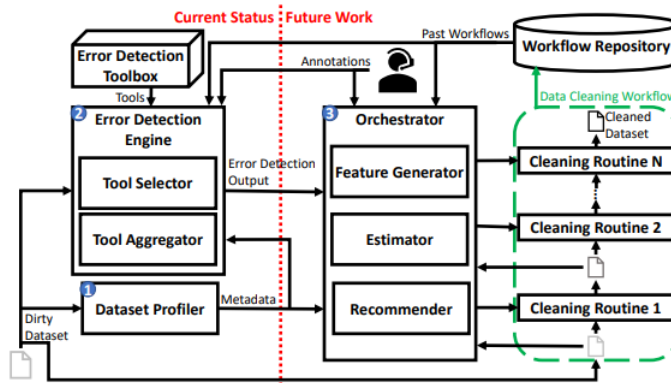 Current Status
Future Work
Past Workflows
Workflow Repository
Error Detection
Toolbox
Annotations
Tools
Data Cleaning Workflow
2
Error Detection
Engine
3
Orchestrator
Cleaned
Dataset
Tool Selector
Error Detection
Output
Feature Generator
Cleaning Routine N
Tool Aggregator
Estimator
Cleaning Routine 2
1
Dataset Profiler
Metadata
Recommender
Cleaning Routine 1
Dirty
Dataset